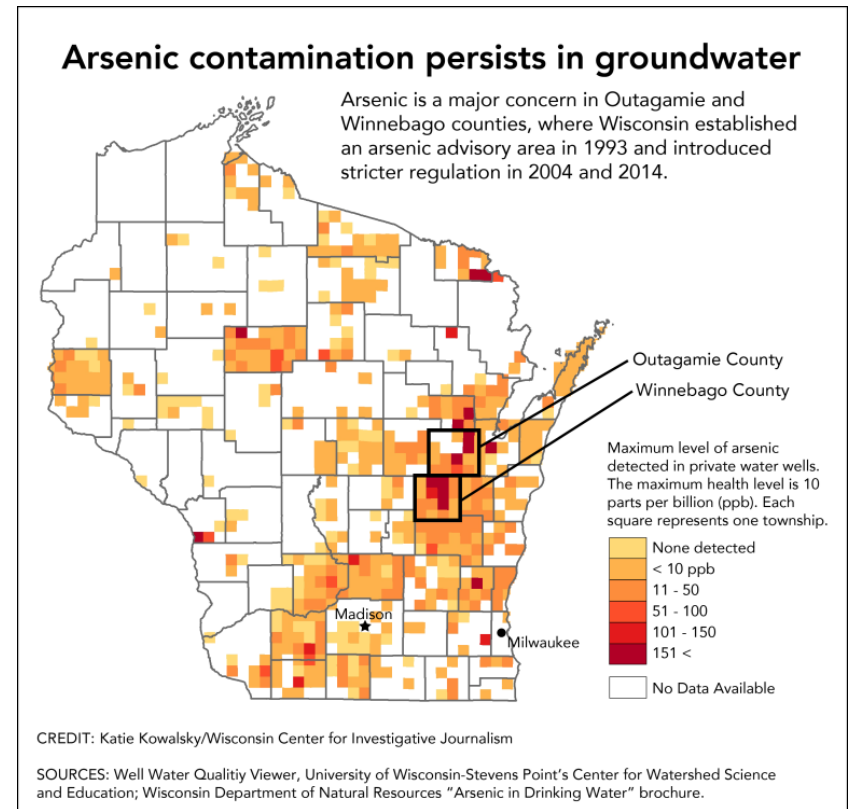 Arsenic contamination persists in groundwater
Arsenic is a major concern in Outagamie and
Winnebago counties, where Wisconsin established
an arsenic advisory area in 1993 and introduced
stricter regulation in 2004 and 2014.
Outagamie County
Winnebago County
Maximum level of arsenic
detected in private water wells.
The maximum health level is 10
parts per billion (ppb). Each
square represents one township.
None detected
< 10 ppb
11 - 50
51 - 100
101 - 150
151 <
No Data Available
Madison
Milwaukee
CREDIT: Katie Kowalsky/Wisconsin Center for Investigative Journalism
SOURCES: Well Water Qualitiy Viewer, University of Wisconsin-Stevens Point's Center for Watershed Science
and Education; Wisconsin Department of Natural Resources "Arsenic in Drinking Water" brochure.